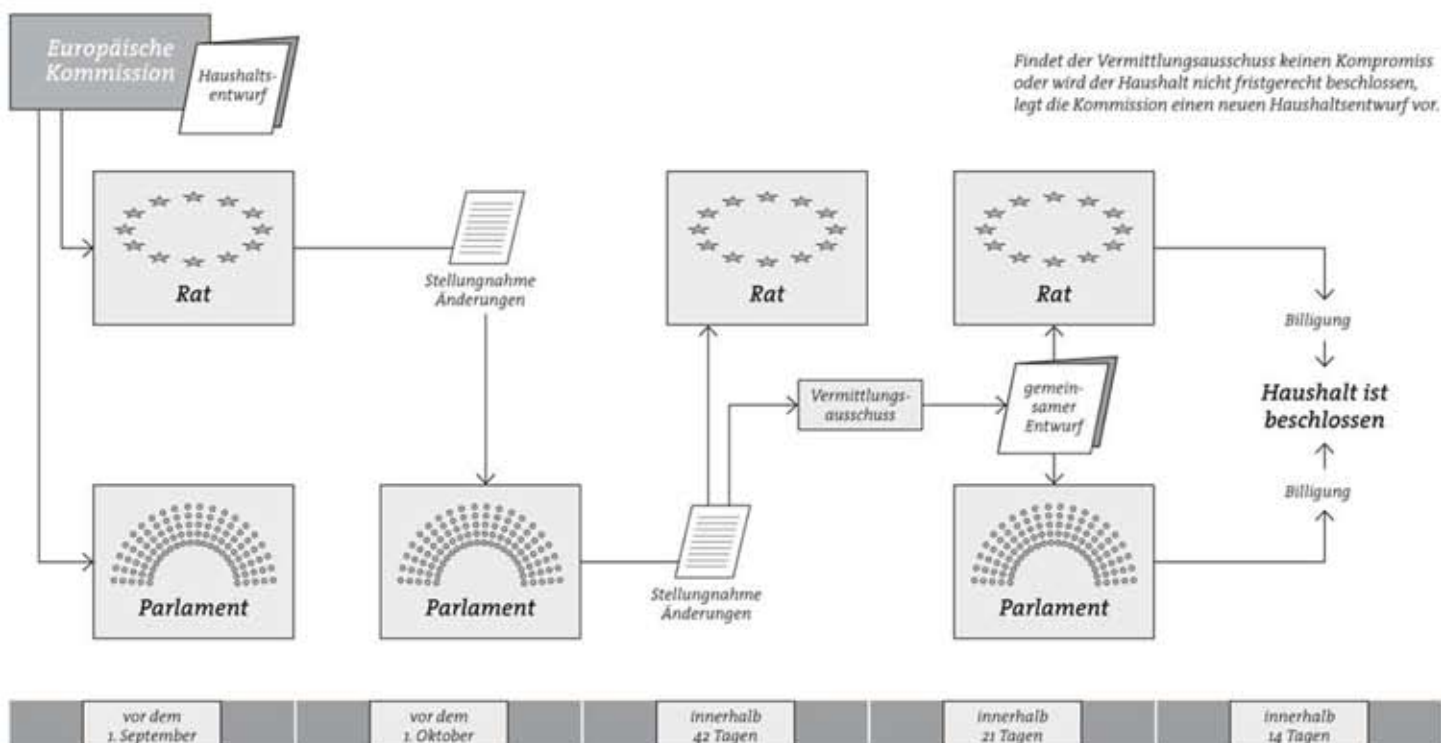 Europäische
Kommission
Haushalts-
entwurf
Findet der Vermittlungsausschuss keinen Kompromiss
oder wird der Haushalt nicht fristgerecht beschlossen,
legt die Kommission einen neuen Haushaltsentwurf vor.
Rat
Stellungnahme
Änderungen
Rat
Rat
Billigung
Vermittlungs-
ausschuss
gemein-
samer
Entwurf
Haushalt ist
beschlossen
Billigung
Parlament
Parlament
Stellungnahme
Änderungen
Parlament
vor dem
1. September
vor dem
1. Oktober
innerhalb
42 Tagen
innerhalb
21 Tagen
innerhalb
14 Tagen